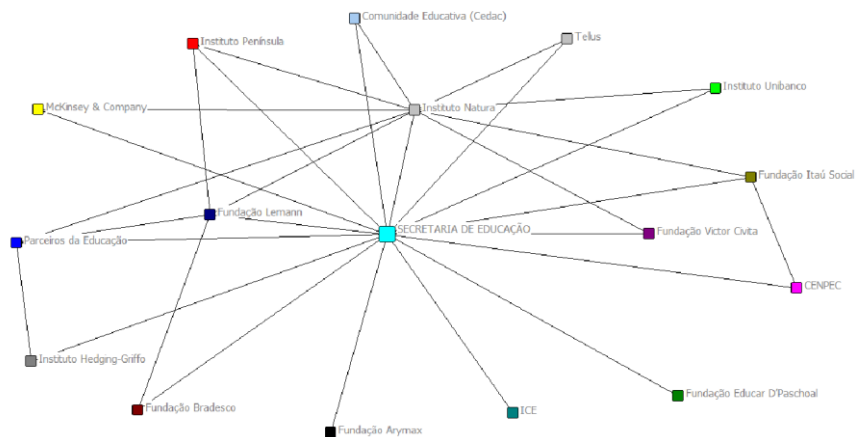 Comunidade Educativa (Cedac)
Instituto Península
Telus
Instituto Unibanco
McKinsey & Company
Instituto Natura
Fundação Itaú Social
Fundação Lemann
SECRETARIA DE EDUCAÇÃO
Fundação Victor Civita
Parceiros da Educação
CENPEC
Instituto Hedging-Griffo
Fundação Educar D'Paschoal
Fundação Bradesco
ICE
Fundação Arymax